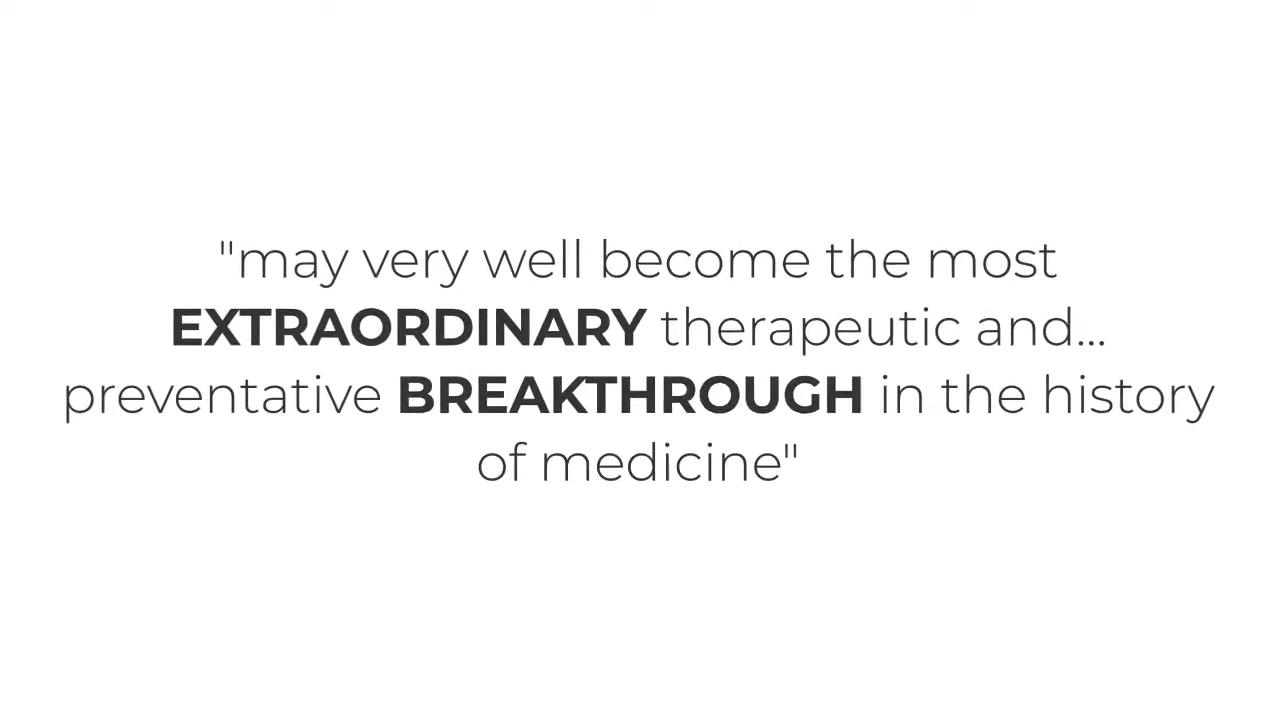 "may very well become the most
EXTRAORDINARY therapeutic and...
preventative BREAKTHROUGH in the history
of medicine"